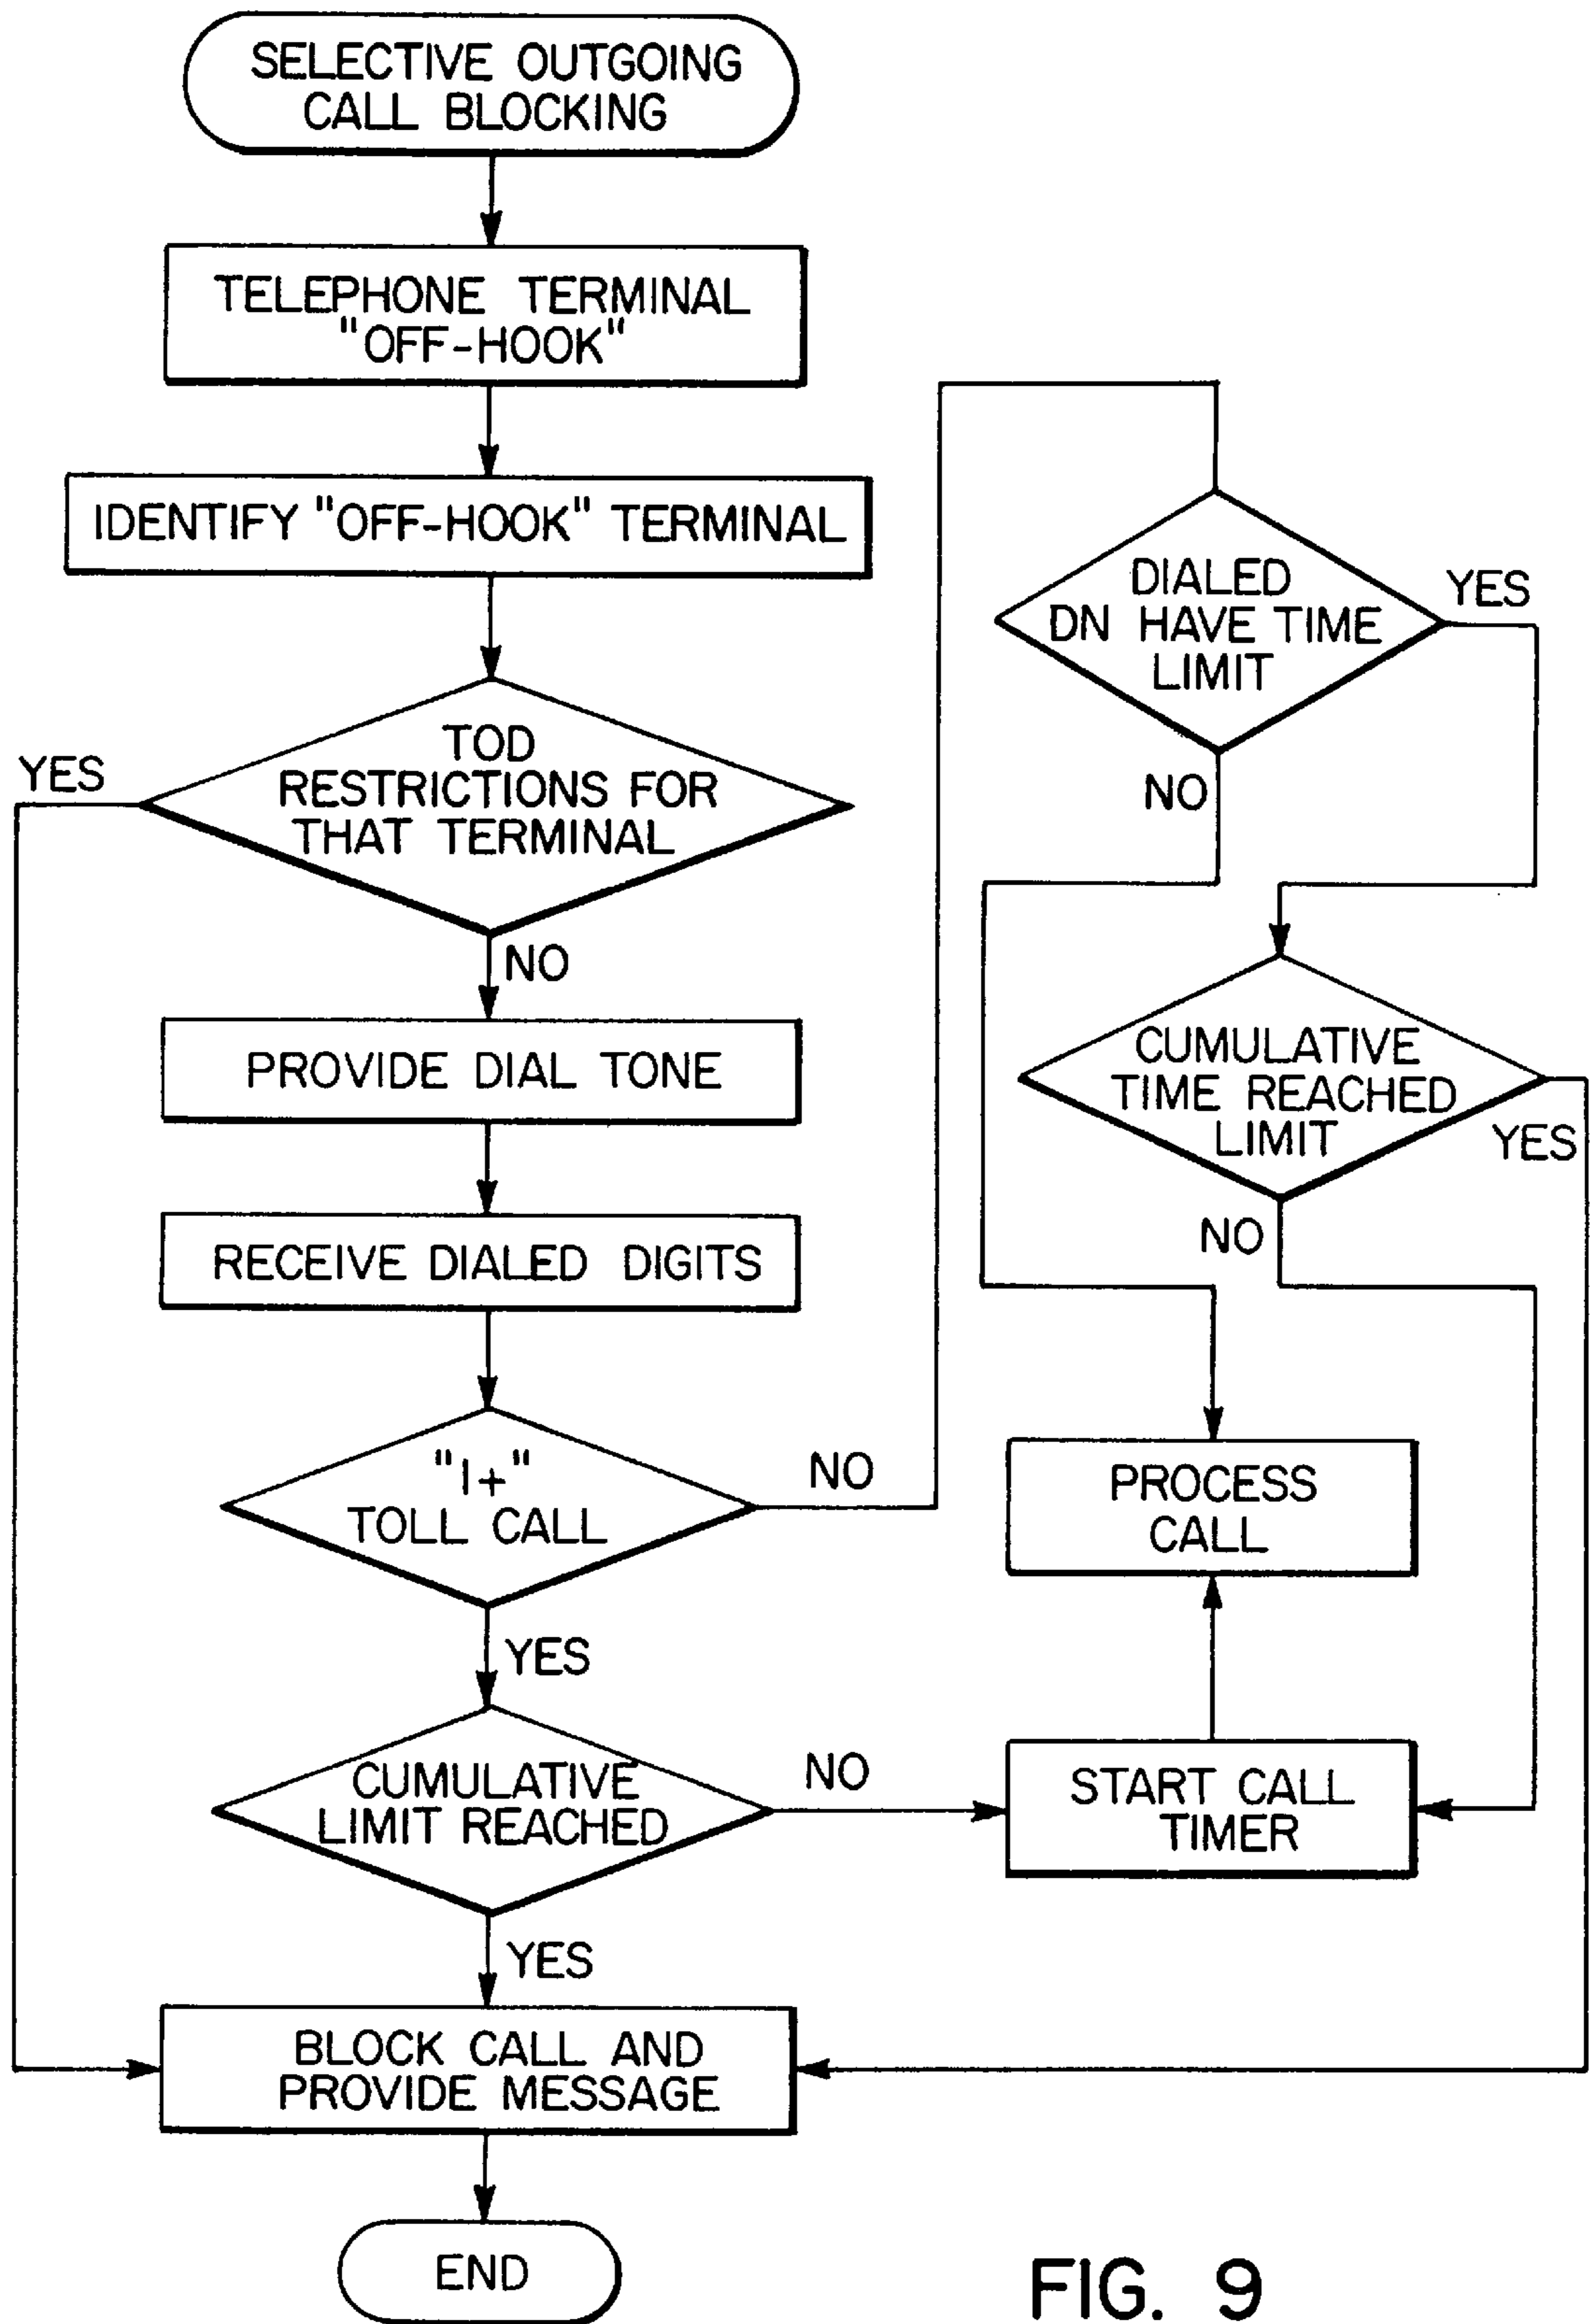 SELECTIVE OUTGOING
CALL BLOCKING
TELEPHONE TERMINAL
"OFF-HOOK"
IDENTIFY "OFF-HOOK" TERMINAL
TOD
RESTRICTIONS FOR
THAT TERMINAL
YES
NO
PROVIDE DIAL TONE
RECEIVE DIALED DIGITS
"1+"
TOLL CALL
NO
YES
CUMULATIVE
LIMIT REACHED
NO
YES
BLOCK CALL AND
PROVIDE MESSAGE
END
DIALED
DN HAVE TIME
LIMIT
YES
NO
CUMULATIVE
TIME REACHED
LIMIT
YES
NO
PROCESS
CALL
START CALL
TIMER
FIG. 9